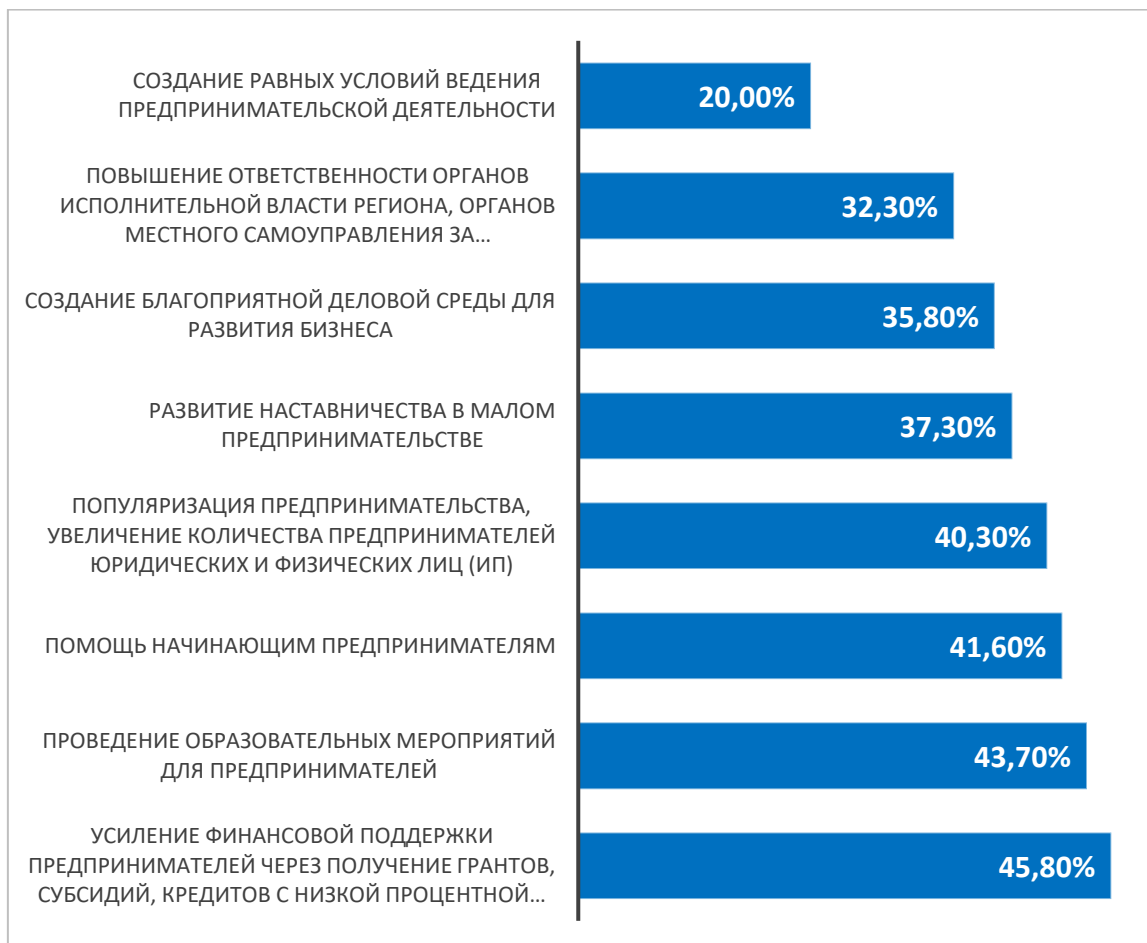 СОЗДАНИЕ РАВНЫХ УСЛОВИЙ ВЕДЕНИЯ
ПРЕДПРИНИМАТЕЛЬСКОЙ ДЕЯТЕЛЬНОСТИ
20,00%
ПОВЫШЕНИЕ ОТВЕТСТВЕННОСТИ ОРГАНОВ
ИСПОЛНИТЕЛЬНОЙ ВЛАСТИ РЕГИОНА, ОРГАНОВ
МЕСТНОГО САМОУПРАВЛЕНИЯ ЗА…
32,30%
СОЗДАНИЕ БЛАГОПРИЯТНОЙ ДЕЛОВОЙ СРЕДЫ ДЛЯ
РАЗВИТИЯ БИЗНЕСА
35,80%
РАЗВИТИЕ НАСТАВНИЧЕСТВА В МАЛОМ
ПРЕДПРИНИМАТЕЛЬСТВЕ
37,30%
ПОПУЛЯРИЗАЦИЯ ПРЕДПРИНИМАТЕЛЬСТВА,
УВЕЛИЧЕНИЕ КОЛИЧЕСТВА ПРЕДПРИНИМАТЕЛЕЙ
ЮРИДИЧЕСКИХ И ФИЗИЧЕСКИХ ЛИЦ (ИП)
40,30%
ПОМОЩЬ НАЧИНАЮЩИМ ПРЕДПРИНИМАТЕЛЯМ
41,60%
ПРОВЕДЕНИЕ ОБРАЗОВАТЕЛЬНЫХ МЕРОПРИЯТИЙ
ДЛЯ ПРЕДПРИНИМАТЕЛЕЙ
43,70%
УСИЛЕНИЕ ФИНАНСОВОЙ ПОДДЕРЖКИ
ПРЕДПРИНИМАТЕЛЕЙ ЧЕРЕЗ ПОЛУЧЕНИЕ ГРАНТОВ,
СУБСИДИЙ, КРЕДИТОВ С НИЗКОЙ ПРОЦЕНТНОЙ…
45,80%